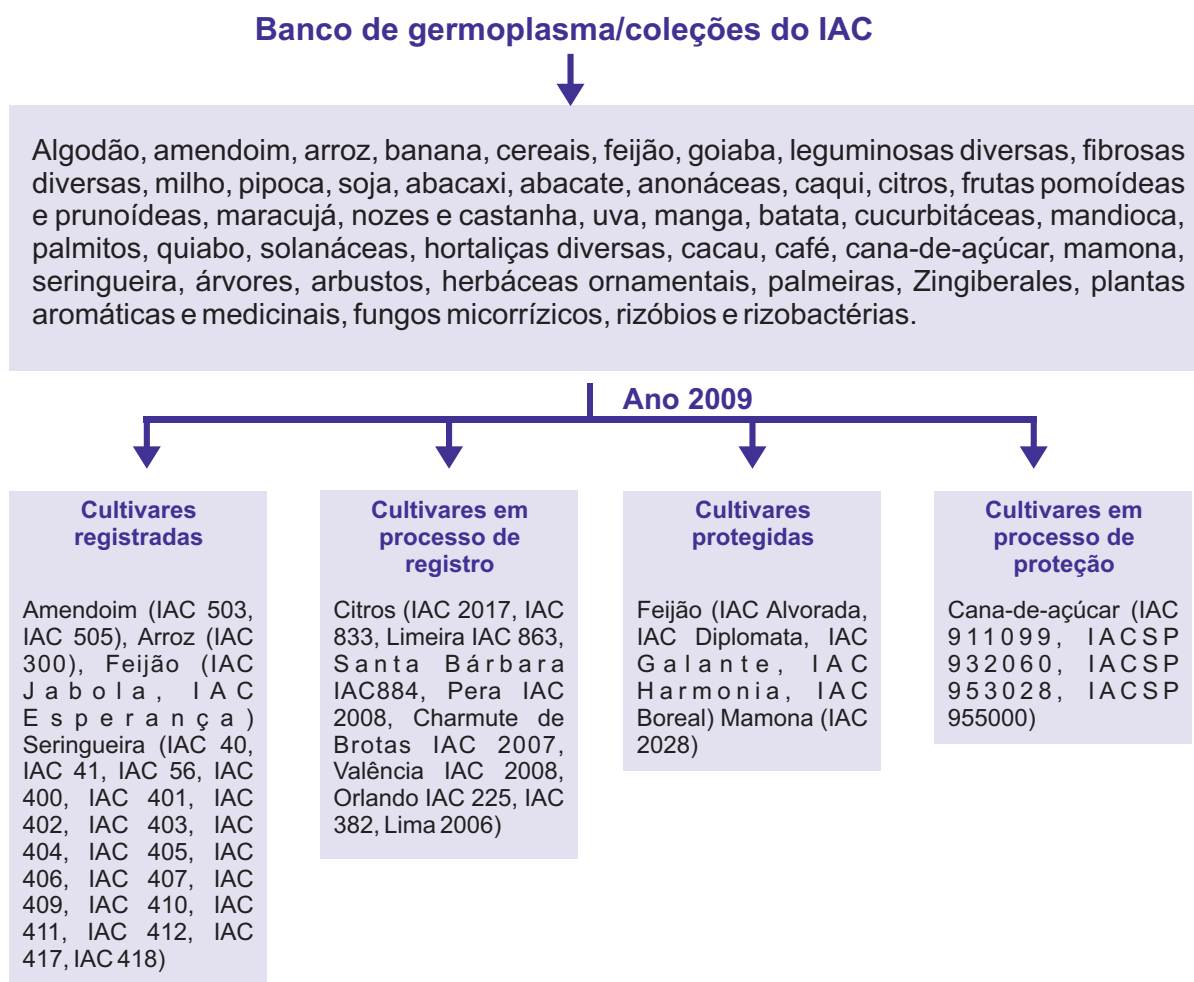 Banco de germoplasma/coleções do IAC
Algodão, amendoim, arroz, banana, cereais, feijão, goiaba, leguminosas diversas, fibrosas
diversas, milho, pipoca, soja, abacaxi, abacate, anonáceas, caqui, citros, frutas pomoídeas
e prunoídeas, maracujá, nozes e castanha, uva, manga, batata, cucurbitáceas, mandioca,
palmitos, quiabo, solanáceas, hortaliças diversas, cacau, café, cana-de-açúcar, mamona,
seringueira, árvores, arbustos, herbáceas ornamentais, palmeiras, Zingiberales, plantas
aromáticas e medicinais, fungos micorrízicos, rizóbios e rizobactérias.
Ano 2009
Cultivares
registradas
Amendoim (IAC 503,
IAC 505), Arroz (IAC
300), Feijão (IAC
Jabola, IAC
Esperança)
Seringueira (IAC 40,
IAC 41, IAC 56, IAC
400, IAC 401, IAC
402, IAC 403, IAC
404, IAC 405, IAC
406, IAC 407, IAC
409, IAC 410, IAC
411, IAC 412, IAC
417, IAC 418)
Cultivares em
processo de
registro
Citros (IAC 2017, IAC
833, Limeira IAC 863,
Santa Bárbara
IAC884, Pera IAC
2008, Charmute de
Brotas IAC 2007,
Valência IAC 2008,
Orlando IAC 225, IAC
382, Lima 2006)
Cultivares
protegidas
Feijão (IAC Alvorada,
IAC Diplomata, IAC
Galante, IAC
Harmonia, IAC
Boreal) Mamona (IAC
2028)
Cultivares em
processo de
proteção
Cana-de-açúcar (IAC
911099, IACSP
932060, IACSP
953028, IACSP
955000)